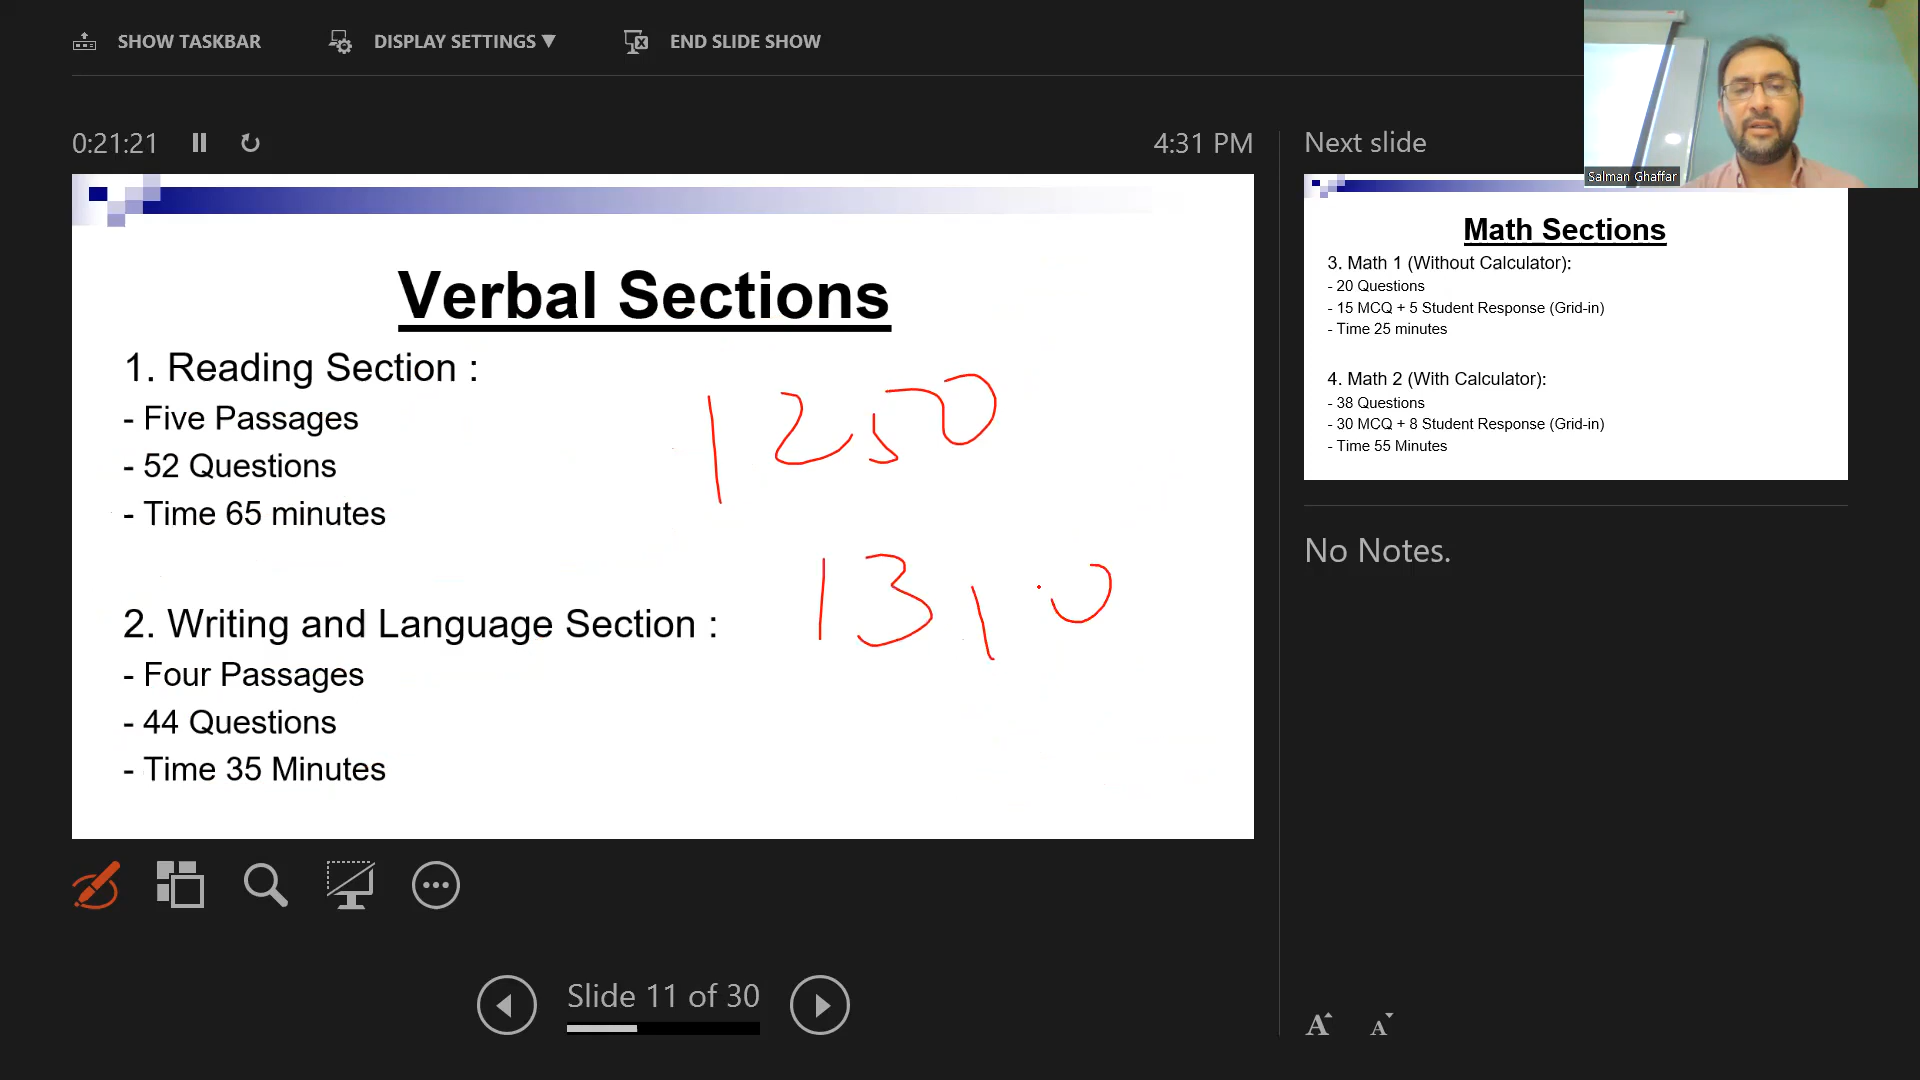 SHOW TASKBAR DISPLAY SETTINGS ▼ END SLIDE SHOW
0:21:21 4:31 PM
Verbal Sections
1. Reading Section :
- Five Passages
- 52 Questions
- Time 65 minutes
1250
1310
2. Writing and Language Section :
- Four Passages
- 44 Questions
- Time 35 Minutes
Slide 11 of 30
Next slide
Salman Ghaffar
Math Sections
3. Math 1 (Without Calculator):
- 20 Questions
- 15 MCQ + 5 Student Response (Grid-in)
- Time 25 minutes
4. Math 2 (With Calculator):
- 38 Questions
- 30 MCQ + 8 Student Response (Grid-in)
- Time 55 Minutes
No Notes.
A A